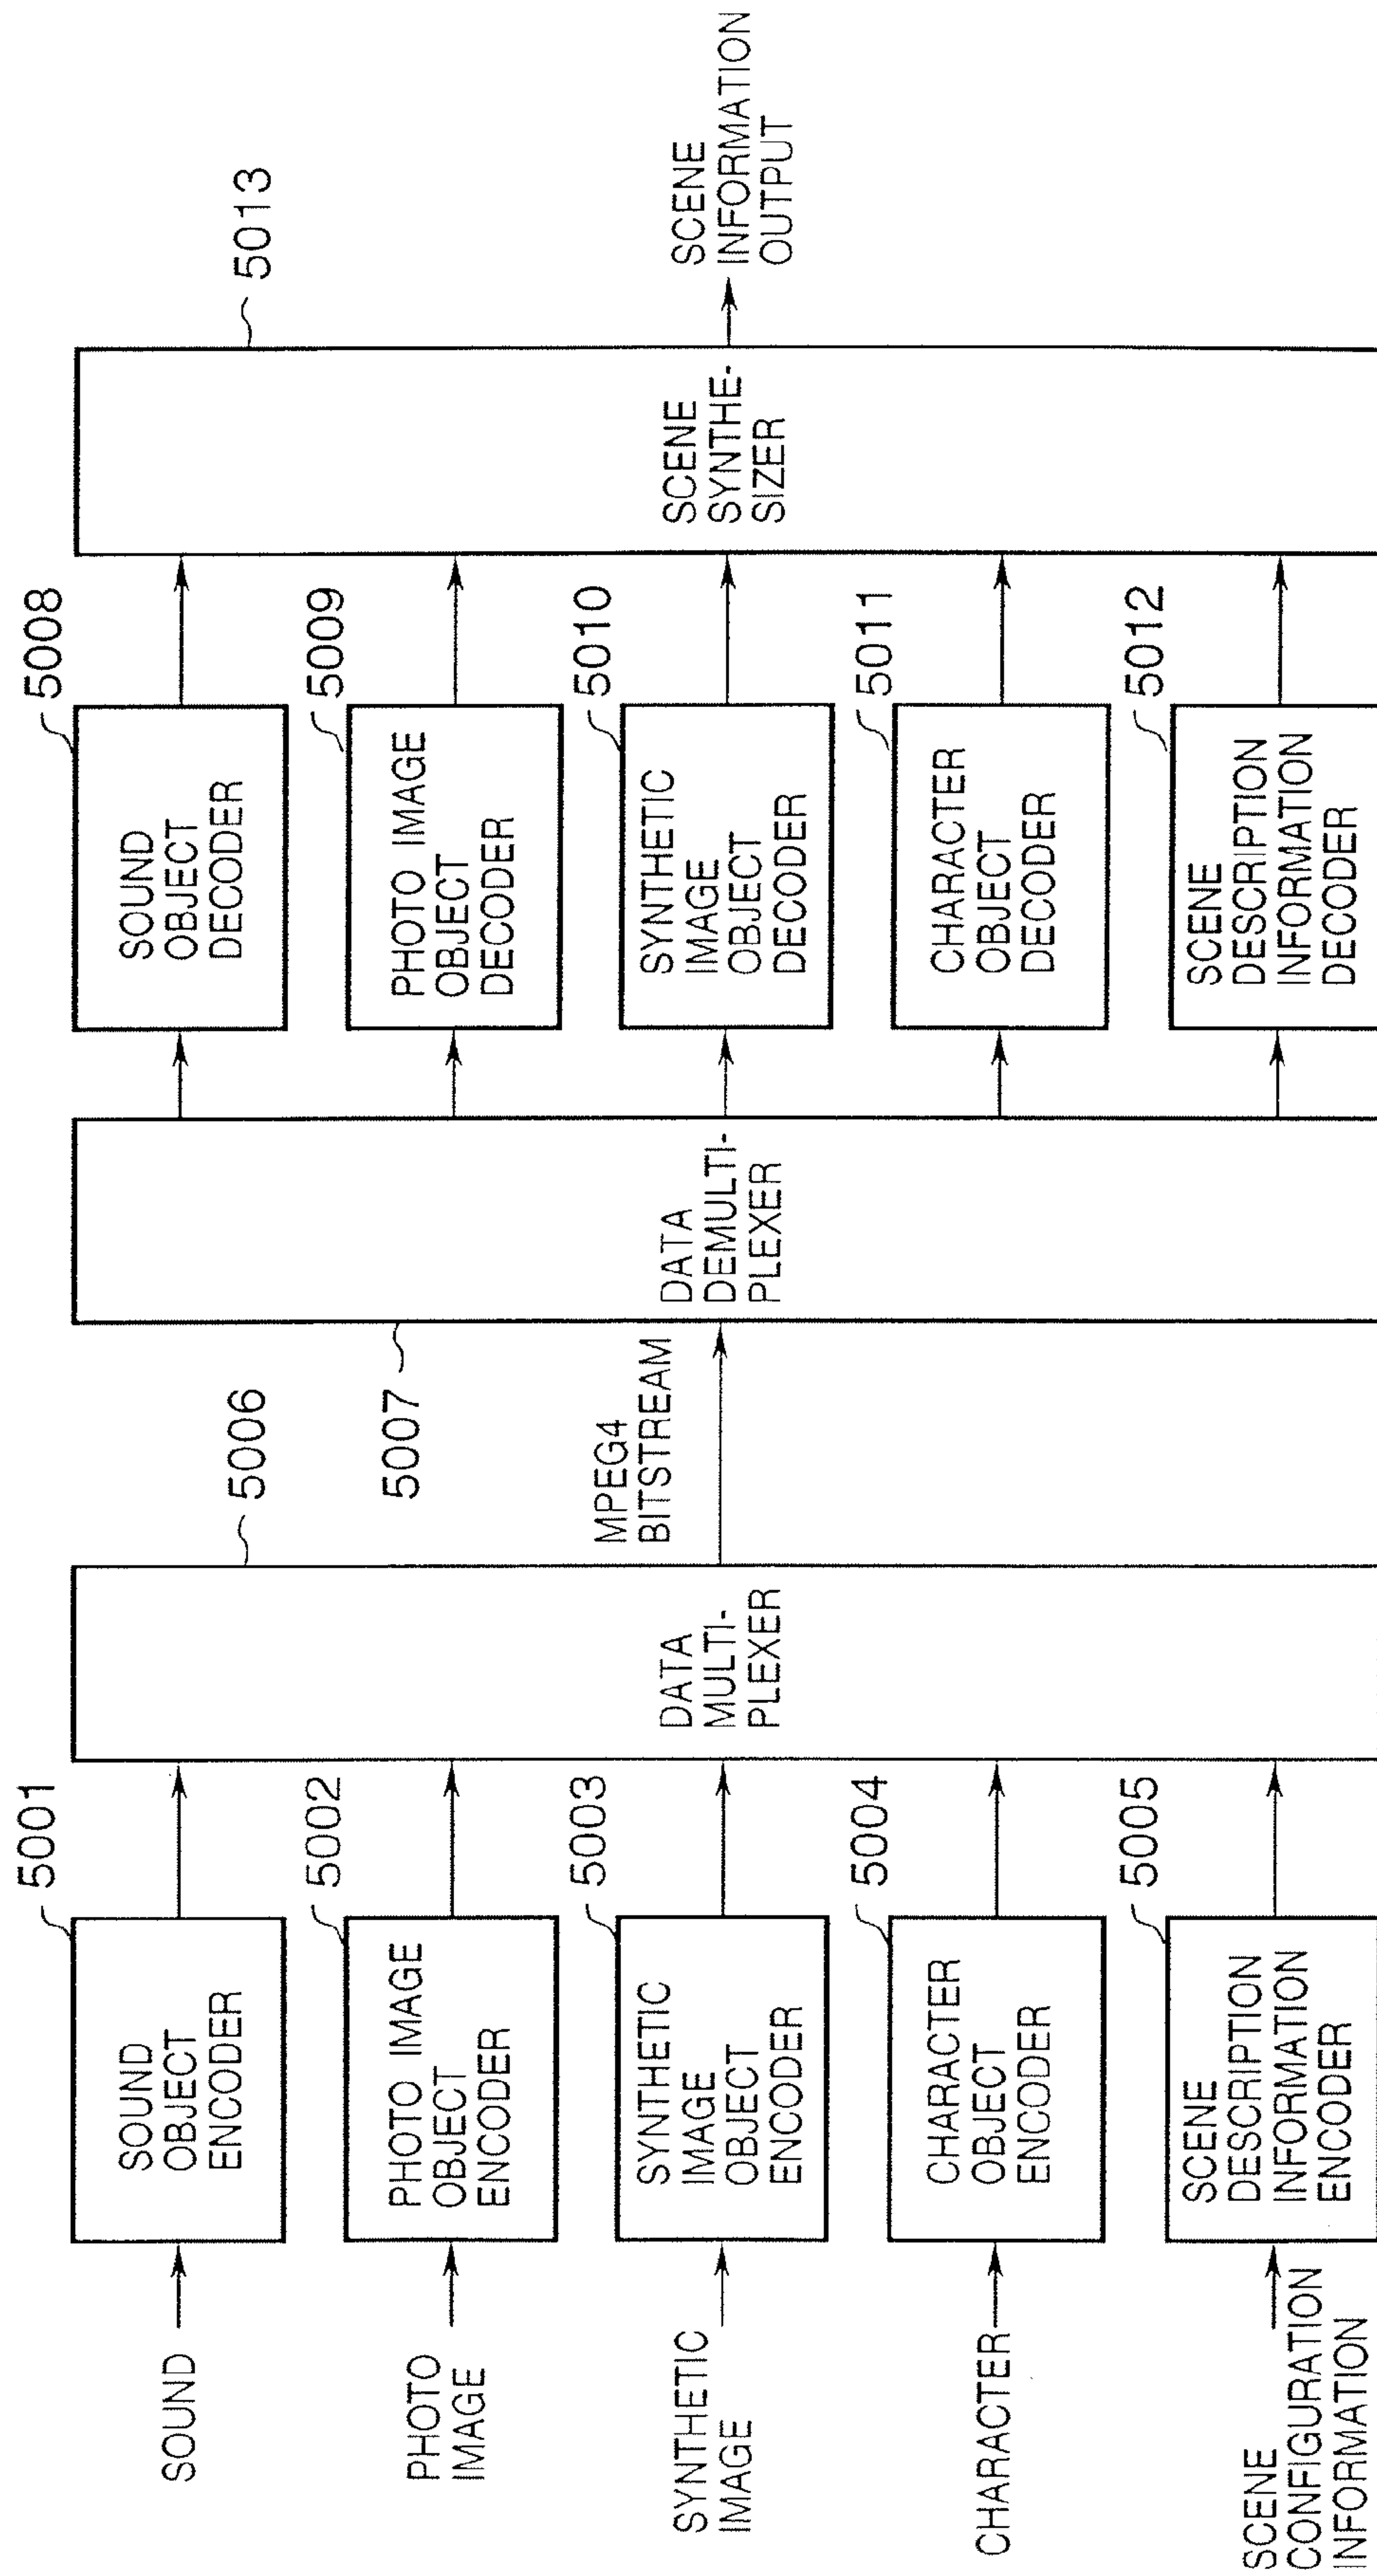 SOUND
PHOTO
IMAGE
SYNTHETIC
IMAGE
CHARACTER
SCENE
CONFIGURATION
INFORMATION
5001
SOUND
OBJECT
ENCODER
5002
PHOTO IMAGE
OBJECT
ENCODER
5003
SYNTHETIC
IMAGE
OBJECT
ENCODER
5004
CHARACTER
OBJECT
ENCODER
5005
SCENE
DESCRIPTION
INFORMATION
ENCODER
5006
DATA
MULTI-
PLEXER
MPEG4
BITSTREAM
5007
DATA
DEMULTI-
PLEXER
5008
SOUND
OBJECT
DECODER
5009
PHOTO IMAGE
OBJECT
DECODER
5010
SYNTHETIC
IMAGE
OBJECT
DECODER
5011
CHARACTER
OBJECT
DECODER
5012
SCENE
DESCRIPTION
INFORMATION
DECODER
5013
SCENE
SYNTHE-
SIZER
SCENE
INFORMATION
OUTPUT